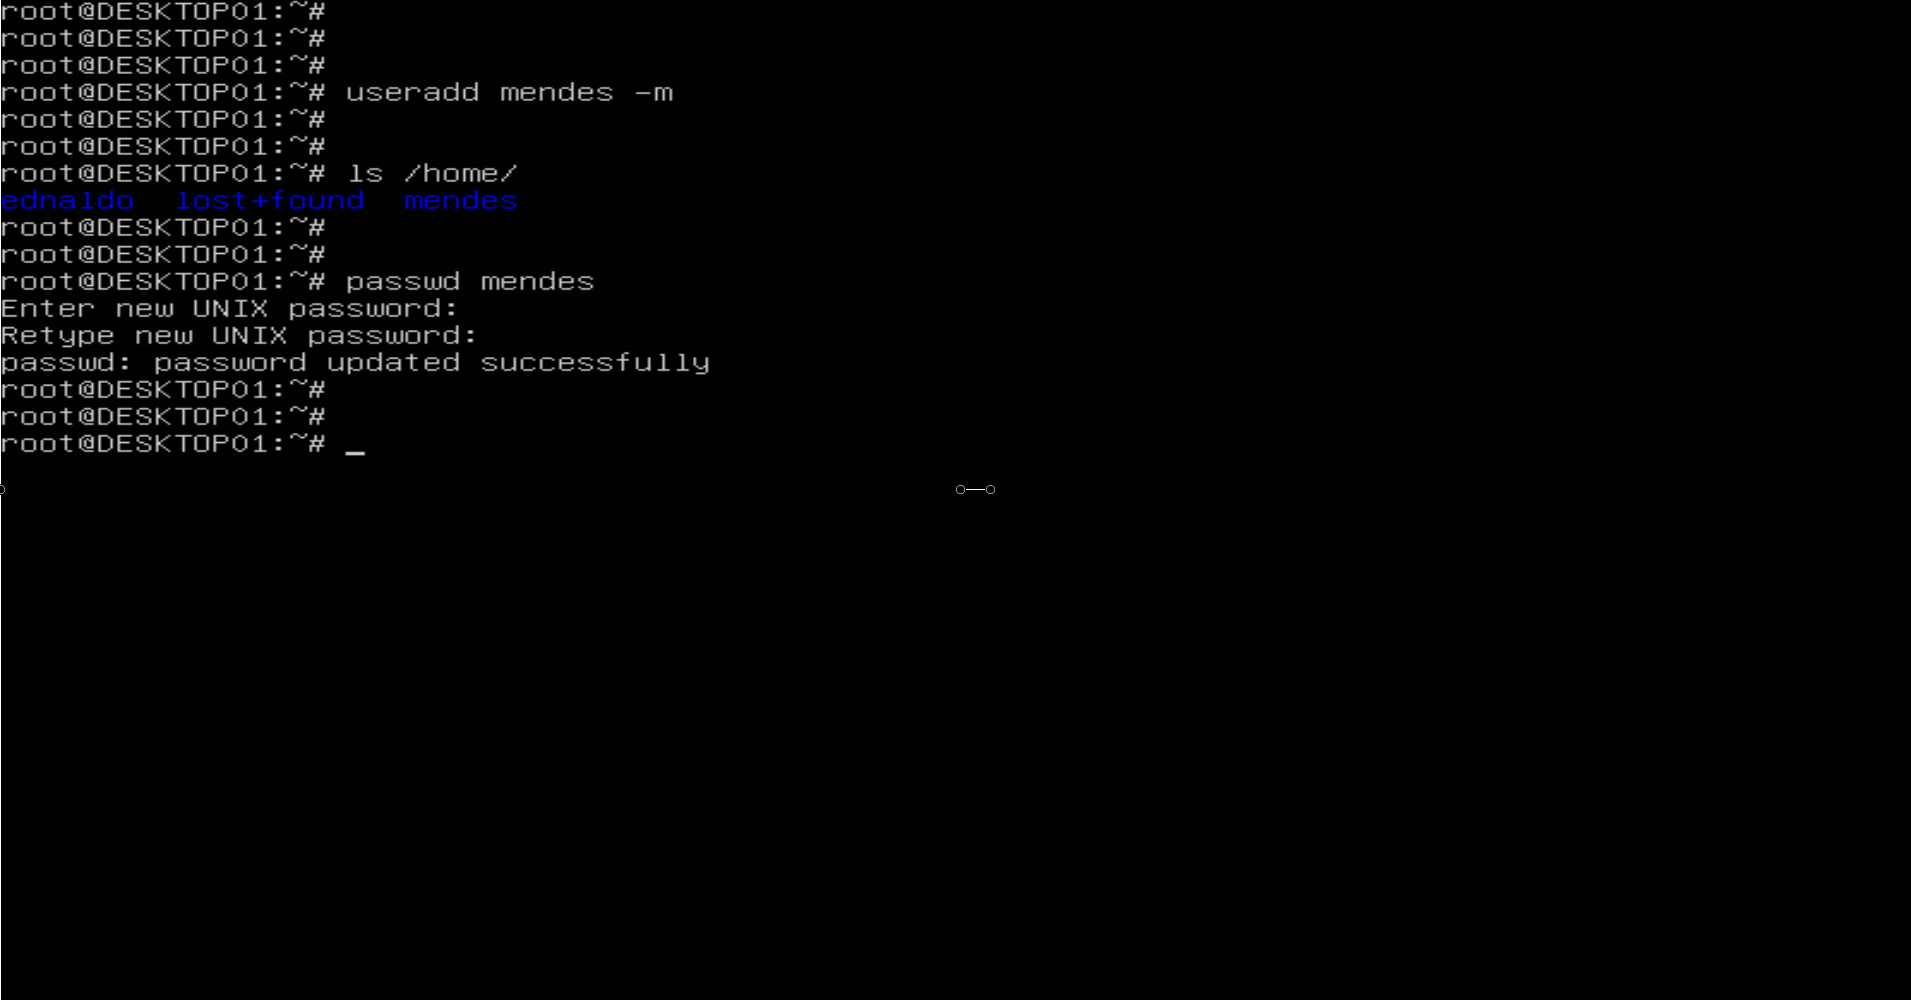 root@DESKTOP01:~#
root@DESKTOP01:~#
root@DESKTOP01:~#
root@DESKTOP01:~# useradd mendes -m
root@DESKTOP01:~#
root@DESKTOP01:~#
root@DESKTOP01:~# ls /home/
ednaldo  lost+found  mendes
root@DESKTOP01:~#
root@DESKTOP01:~#
root@DESKTOP01:~# passwd mendes
Enter new UNIX password:
Retype new UNIX password:
passwd: password updated successfully
root@DESKTOP01:~#
root@DESKTOP01:~#
root@DESKTOP01:~# _